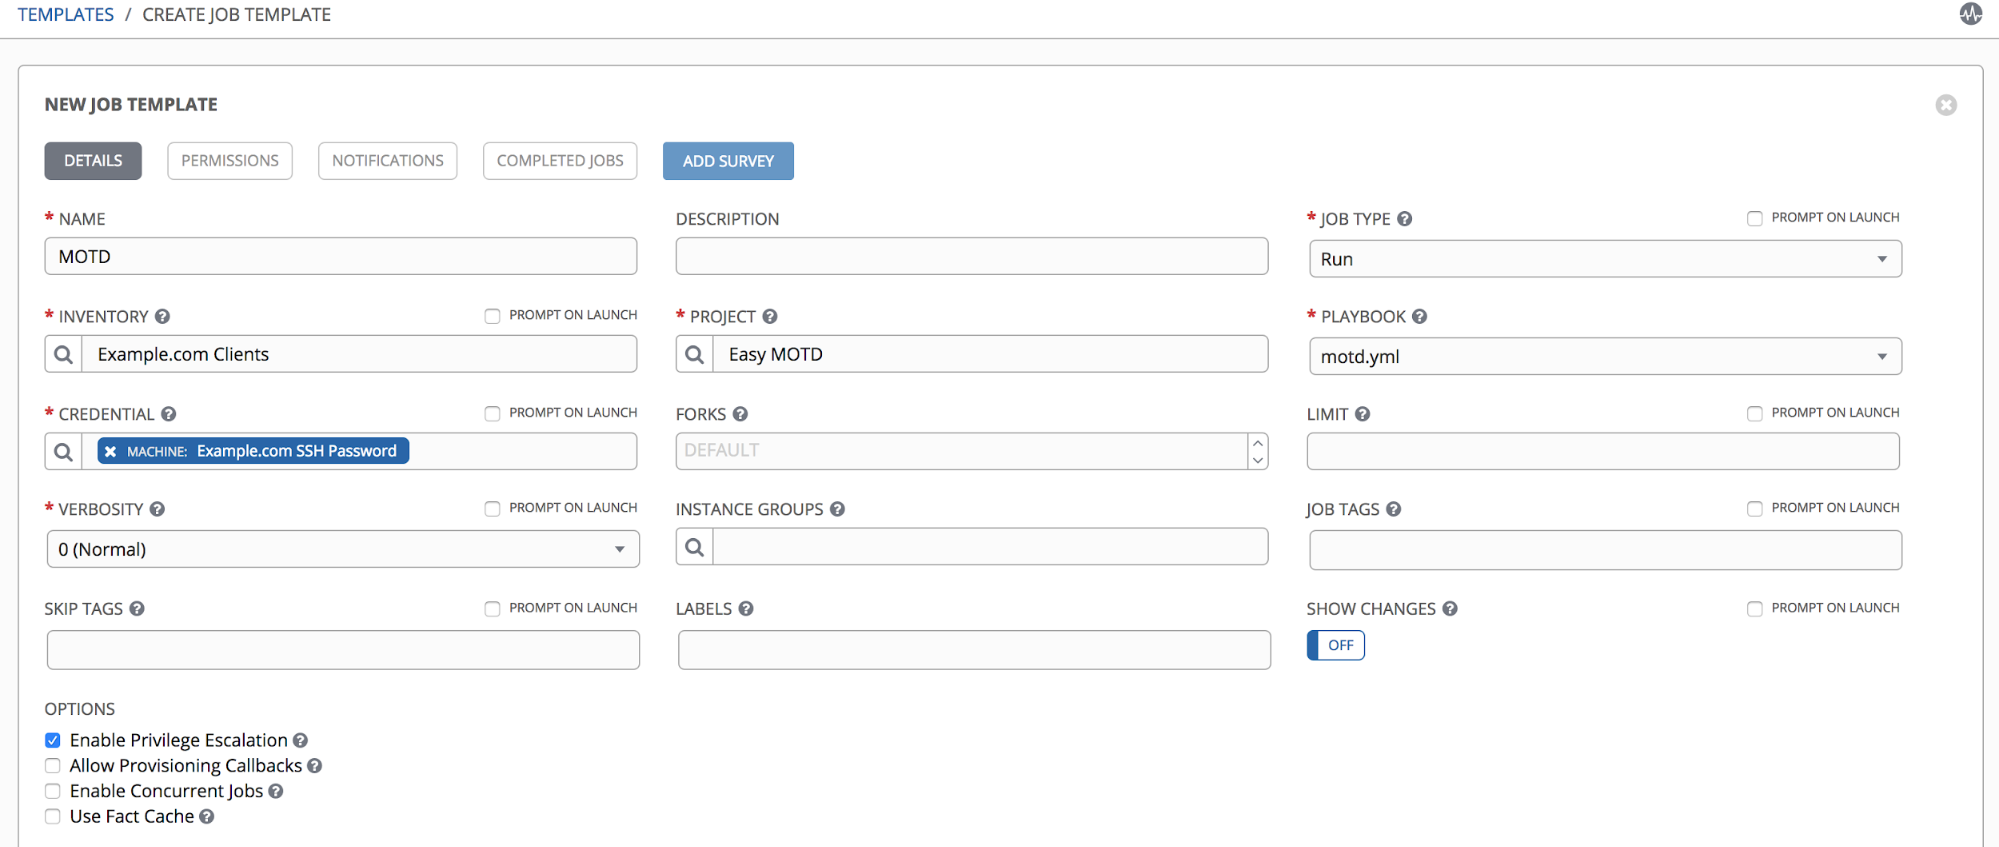 TEMPLATES / CREATE JOB TEMPLATE
NEW JOB TEMPLATE
DETAILS PERMISSIONS NOTIFICATIONS COMPLETED JOBS ADD SURVEY
* NAME DESCRIPTION * JOB TYPE ? PROMPT ON LAUNCH
MOTD Run
* INVENTORY ? PROMPT ON LAUNCH * PROJECT ? * PLAYBOOK ?
Example.com Clients Easy MOTD motd.yml
* CREDENTIAL ? PROMPT ON LAUNCH FORKS ? LIMIT ? PROMPT ON LAUNCH
MACHINE: Example.com SSH Password DEFAULT
* VERBOSITY ? PROMPT ON LAUNCH INSTANCE GROUPS ? JOB TAGS ? PROMPT ON LAUNCH
0 (Normal)
SKIP TAGS ? PROMPT ON LAUNCH LABELS ? SHOW CHANGES ? PROMPT ON LAUNCH
OFF
OPTIONS
Enable Privilege Escalation ?
Allow Provisioning Callbacks ?
Enable Concurrent Jobs ?
Use Fact Cache ?